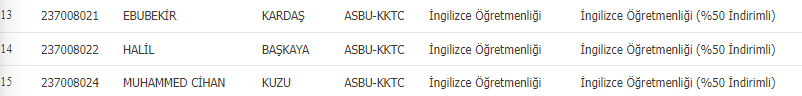 13 237008021 EBUBEKİR KARDAŞ ASBU-KKTC İngilizce Öğretmenliği İngilizce Öğretmenliği (%50 İndirimli)
14 237008022 HALİL BAŞKAYA ASBU-KKTC İngilizce Öğretmenliği İngilizce Öğretmenliği (%50 İndirimli)
15 237008024 MUHAMMED CİHAN KUZU ASBU-KKTC İngilizce Öğretmenliği İngilizce Öğretmenliği (%50 İndirimli)